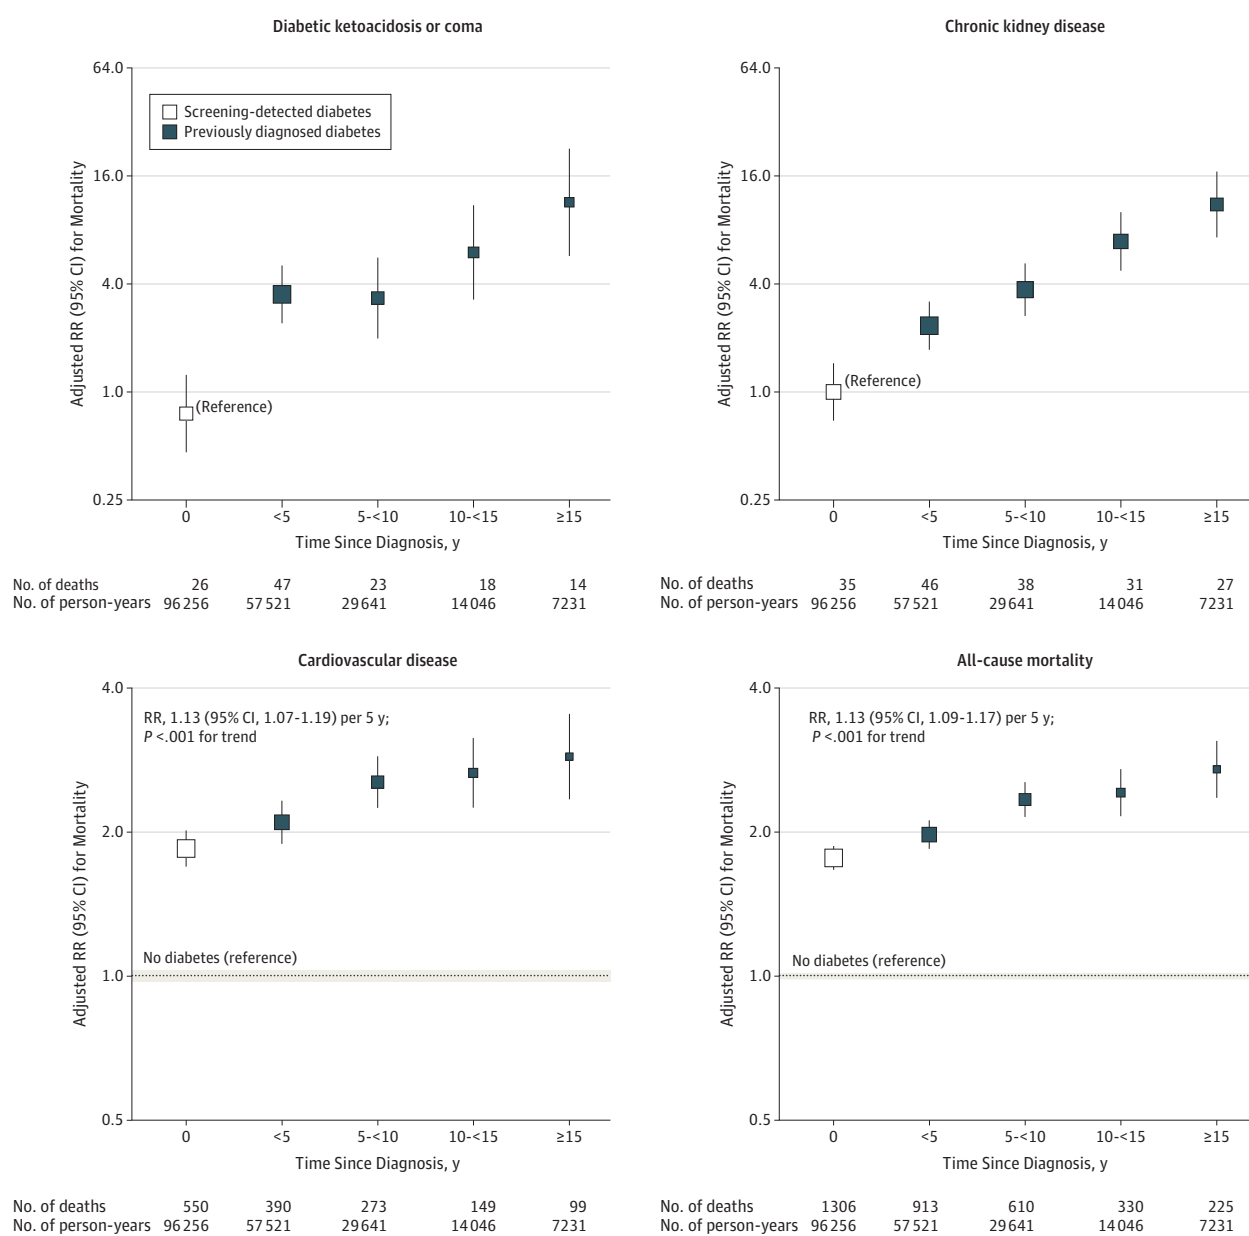 Diabetic ketoacidosis or coma
64.0
16.0
4.0
1.0
0.25
Adjusted RR (95% CI) for Mortality
Screening-detected diabetes
Previously diagnosed diabetes
(Reference)
0 <5 5-<10 10-<15 ≥15
Time Since Diagnosis, y
No. of deaths 26 47 23 18 14
No. of person-years 96 256 57 521 29 641 14 046 7231
Chronic kidney disease
64.0
16.0
4.0
1.0
0.25
Adjusted RR (95% CI) for Mortality
(Reference)
0 <5 5-<10 10-<15 ≥15
Time Since Diagnosis, y
No. of deaths 35 46 38 31 27
No. of person-years 96 256 57 521 29 641 14 046 7231
Cardiovascular disease
4.0
2.0
1.0
0.5
Adjusted RR (95% CI) for Mortality
RR, 1.13 (95% CI, 1.07-1.19) per 5 y;
P <.001 for trend
No diabetes (reference)
0 <5 5-<10 10-<15 ≥15
Time Since Diagnosis, y
No. of deaths 550 390 273 149 99
No. of person-years 96 256 57 521 29 641 14 046 7231
All-cause mortality
4.0
2.0
1.0
0.5
Adjusted RR (95% CI) for Mortality
RR, 1.13 (95% CI, 1.09-1.17) per 5 y;
P <.001 for trend
No diabetes (reference)
0 <5 5-<10 10-<15 ≥15
Time Since Diagnosis, y
No. of deaths 1306 913 610 330 225
No. of person-years 96 256 57 521 29 641 14 046 7231